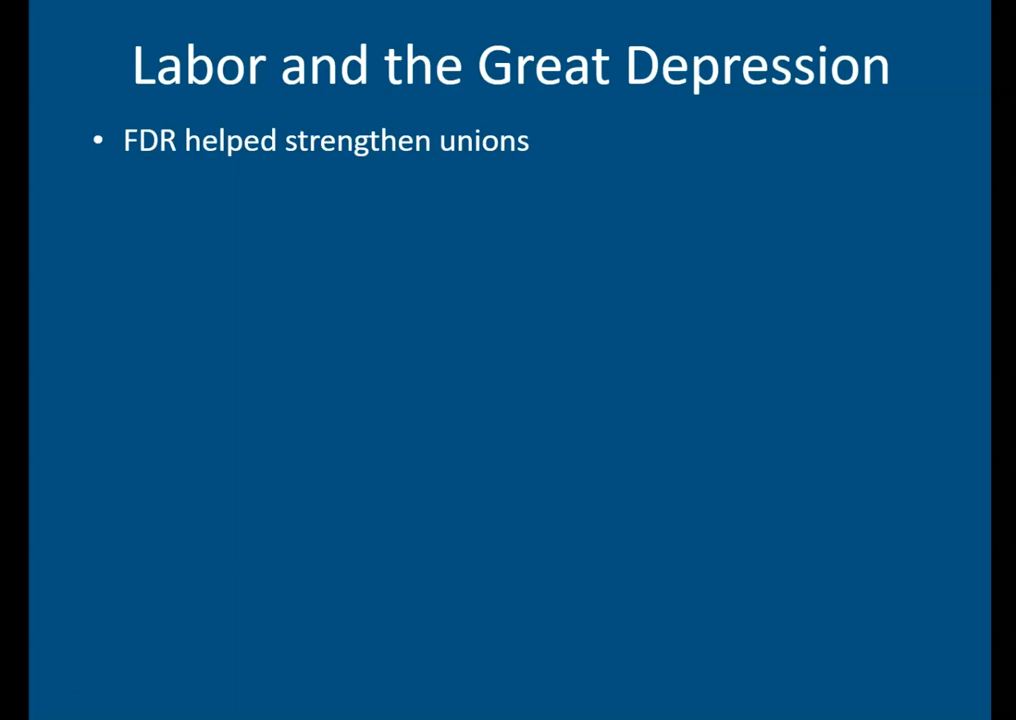 Labor and the Great Depression
• FDR helped strengthen unions